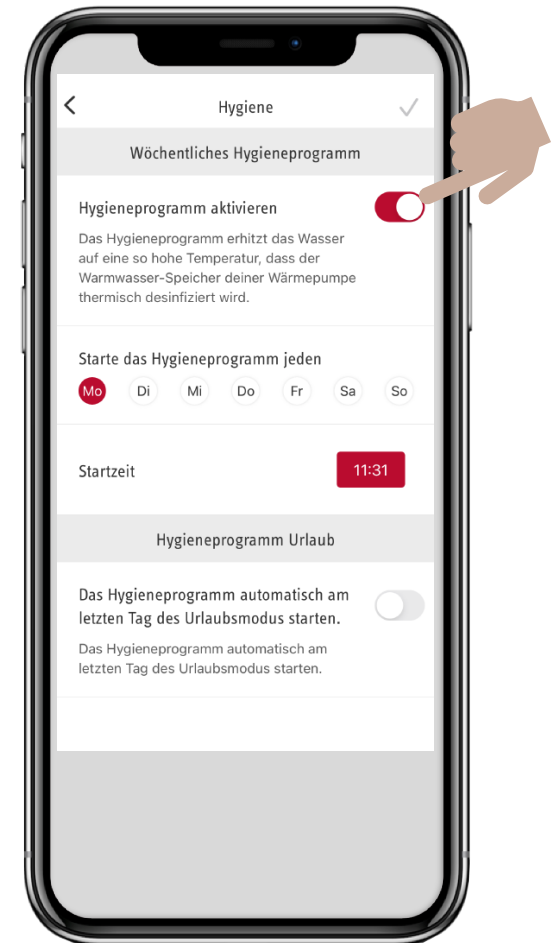 Hygiene
Wöchentliches Hygieneprogramm
Hygieneprogramm aktivieren
Das Hygieneprogramm erhitzt das Wasser
auf eine so hohe Temperatur, dass der
Warmwasser-Speicher deiner Wärmepumpe
thermisch desinfiziert wird.
Starte das Hygieneprogramm jeden
Mo Di Mi Do Fr Sa So
Startzeit 11:31
Hygieneprogramm Urlaub
Das Hygieneprogramm automatisch am
letzten Tag des Urlaubsmodus starten.
Das Hygieneprogramm automatisch am
letzten Tag des Urlaubsmodus starten.